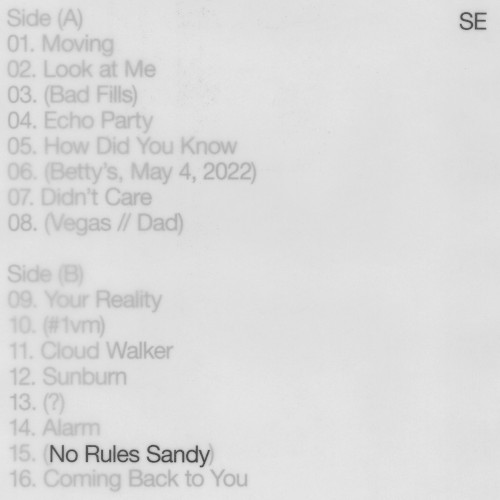 Side (A)
SE
01. Moving
02. Look at Me
03. (Bad Fills)
04. Echo Party
05. How Did You Know
06. (Betty's, May 4, 2022)
07. Didn't Care
08. (Vegas // Dad)
Side (B)
09. Your Reality
10. (#1vm)
11. Cloud Walker
12. Sunburn
13. (?)
14. Alarm
15. (No Rules Sandy)
16. Coming Back to You